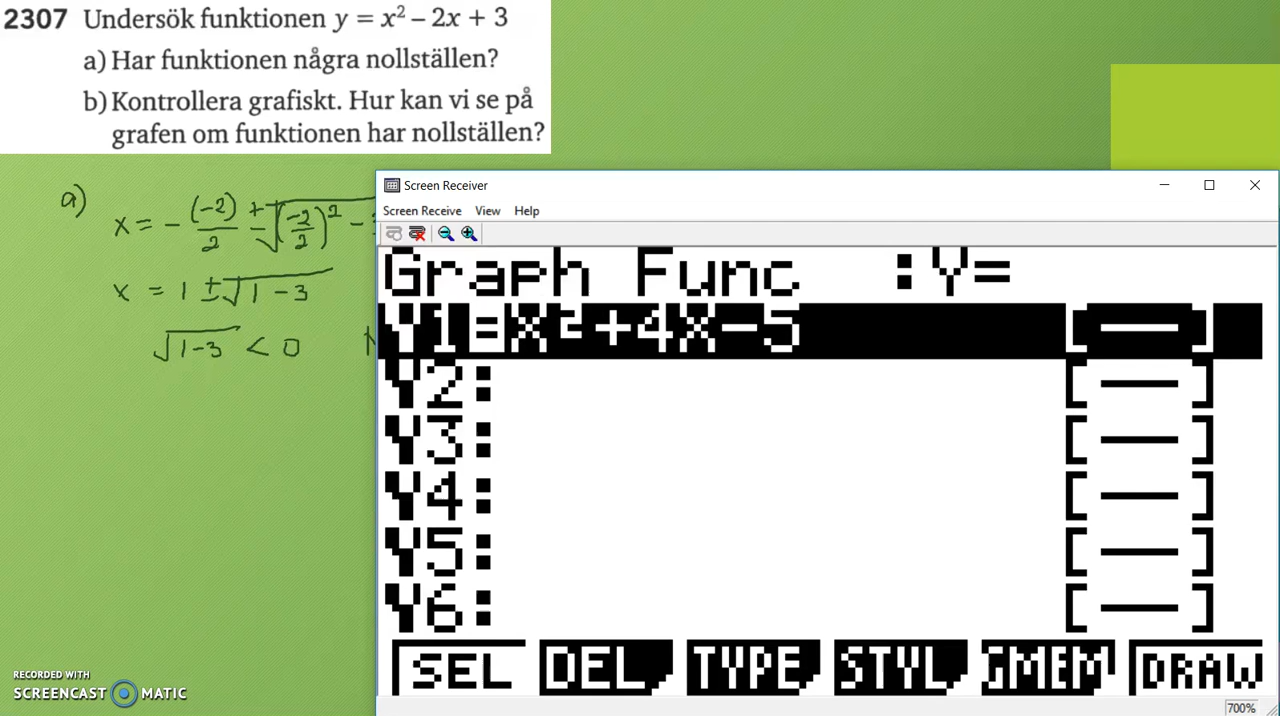 2307 Undersök funktionen y = x² – 2x + 3
a) Har funktionen några nollställen?
b) Kontrollera grafiskt. Hur kan vi se på
grafen om funktionen har nollställen?
a)
x = - (-2)/2 ± √(-2/2)² -
x = 1 ± √1 - 3
√1-3 < 0
Screen Receiver
Screen Receive View Help
Graph Func :Y=
Y1=x²+4x-5 [—]
Y2: [—]
Y3: [—]
Y4: [—]
Y5: [—]
Y6: [—]
SEL DEL TYPE STYL GMEM DRAW
700%
RECORDED WITH
SCREENCAST MATIC